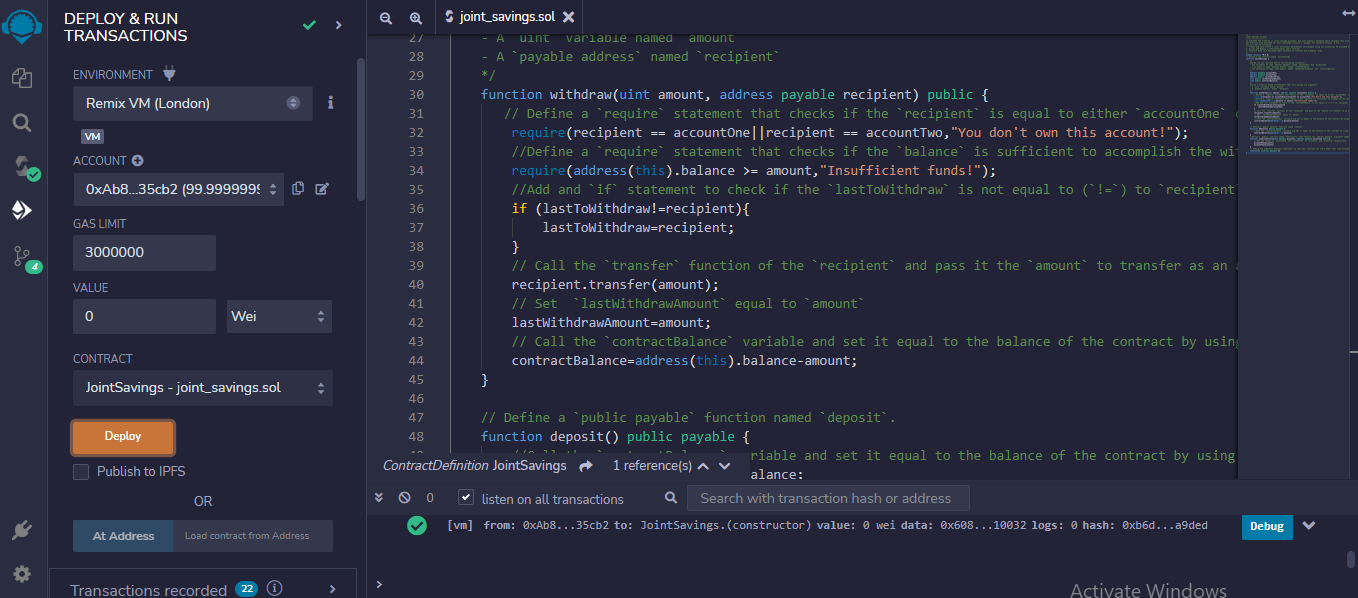 DEPLOY & RUN
TRANSACTIONS
ENVIRONMENT
Remix VM (London)
VM
ACCOUNT
0xAb8...35cb2 (99.9999999
GAS LIMIT
3000000
VALUE
0
Wei
CONTRACT
JointSavings - joint_savings.sol
Deploy
Publish to IPFS
OR
At Address
Load contract from Address
Transactions recorded 22
4
joint_savings.sol
27 - A `uint` variable named `amount`
28 - A `payable address` named `recipient`
29 */
30 function withdraw(uint amount, address payable recipient) public {
31 // Define a `require` statement that checks if the `recipient` is equal to either `accountOne`
32 require(recipient == accountOne||recipient == accountTwo,"You don't own this account!");
33 //Define a `require` statement that checks if the `balance` is sufficient to accomplish the wi
34 require(address(this).balance >= amount,"Insufficient funds!");
35 //Add and `if` statement to check if the `lastToWithdraw` is not equal to (`!=`) to `recipient
36 if (lastToWithdraw!=recipient){
37 lastToWithdraw=recipient;
38 }
39 // Call the `transfer` function of the `recipient` and pass it the `amount` to transfer as an
40 recipient.transfer(amount);
41 // Set  `lastWithdrawAmount` equal to `amount`
42 lastWithdrawAmount=amount;
43 // Call the `contractBalance` variable and set it equal to the balance of the contract by using
44 contractBalance=address(this).balance-amount;
45 }
46
47 // Define a `public payable` function named `deposit`.
48 function deposit() public payable {
riable and set it equal to the balance of the contract by using
ContractDefinition JointSavings 1 reference(s)
alance;
0 listen on all transactions
Search with transaction hash or address
[vm] from: 0xAb8...35cb2 to: JointSavings.(constructor) value: 0 wei data: 0x608...10032 logs: 0 hash: 0xb6d...a9ded
Debug
>
Activate Windows